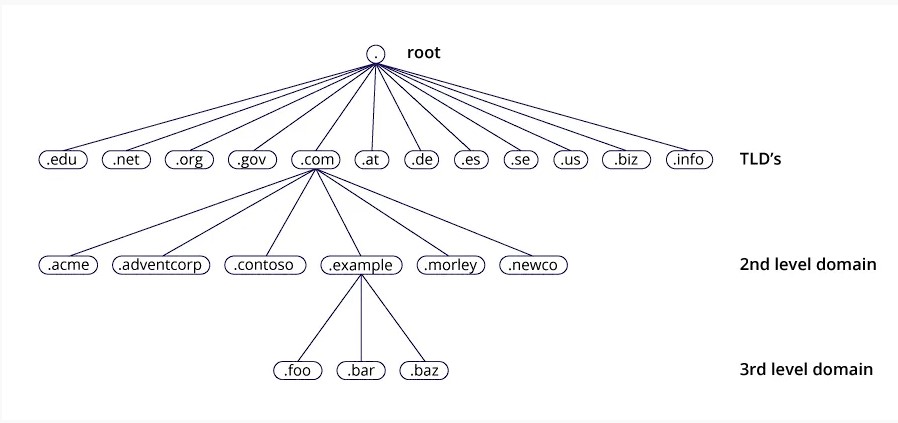 . root
.edu .net .org .gov .com .at .de .es .se .us .biz .info TLD’s
.acme .adventcorp .contoso .example .morley .newco 2nd level domain
.foo .bar .baz 3rd level domain